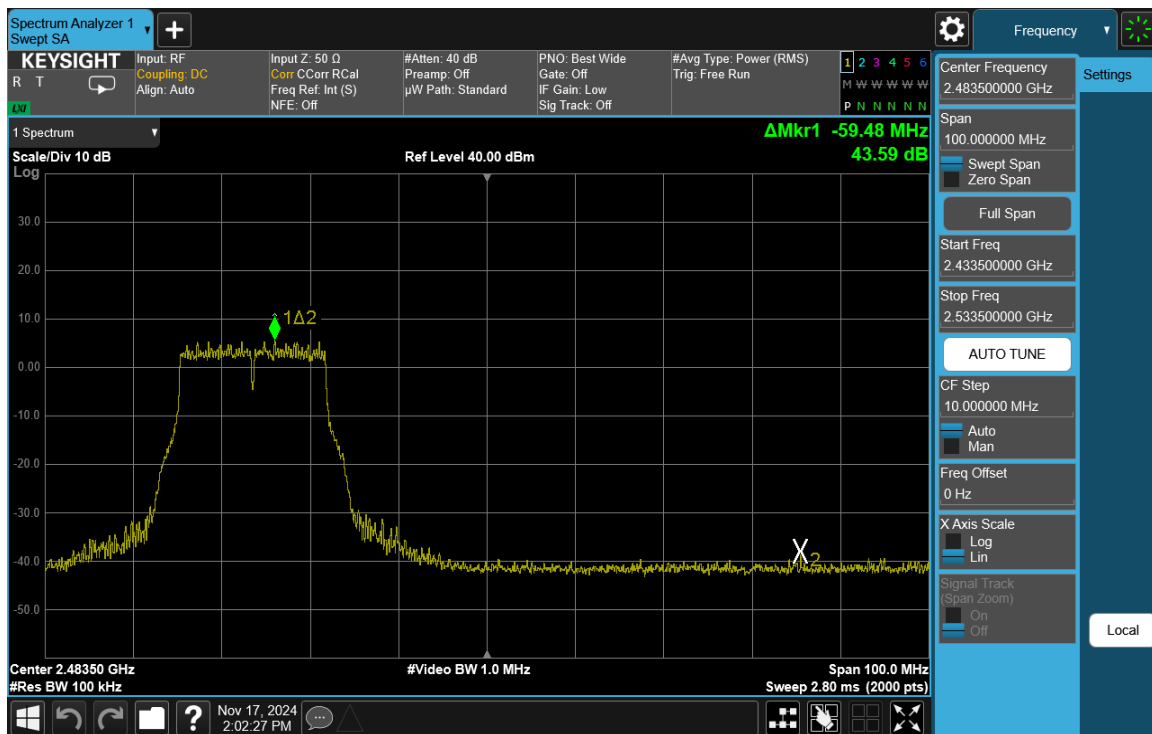 Spectrum Analyzer 1
Swept SA
Frequency
KEYSIGHT
R T
LXI
Input: RF
Coupling: DC
Align: Auto
Input Z: 50 Ω
Corr CCorr RCal
Freq Ref: Int (S)
NFE: Off
#Atten: 40 dB
Preamp: Off
µW Path: Standard
PNO: Best Wide
Gate: Off
IF Gain: Low
Sig Track: Off
#Avg Type: Power (RMS)
Trig: Free Run
1 2 3 4 5 6
M W W W W W
P N N N N N
1 Spectrum
ΔMkr1 -59.48 MHz
43.59 dB
Scale/Div 10 dB
Ref Level 40.00 dBm
Log
30.0
20.0
10.0
0.00
-10.0
-20.0
-30.0
-40.0
-50.0
1Δ2
X2
Center 2.48350 GHz
#Video BW 1.0 MHz
Span 100.0 MHz
#Res BW 100 kHz
Sweep 2.80 ms (2000 pts)
Nov 17, 2024
2:02:27 PM
Center Frequency
2.483500000 GHz
Span
100.000000 MHz
Swept Span
Zero Span
Full Span
Start Freq
2.433500000 GHz
Stop Freq
2.533500000 GHz
AUTO TUNE
CF Step
10.000000 MHz
Auto
Man
Freq Offset
0 Hz
X Axis Scale
Log
Lin
Signal Track
(Span Zoom)
On
Off
Settings
Local